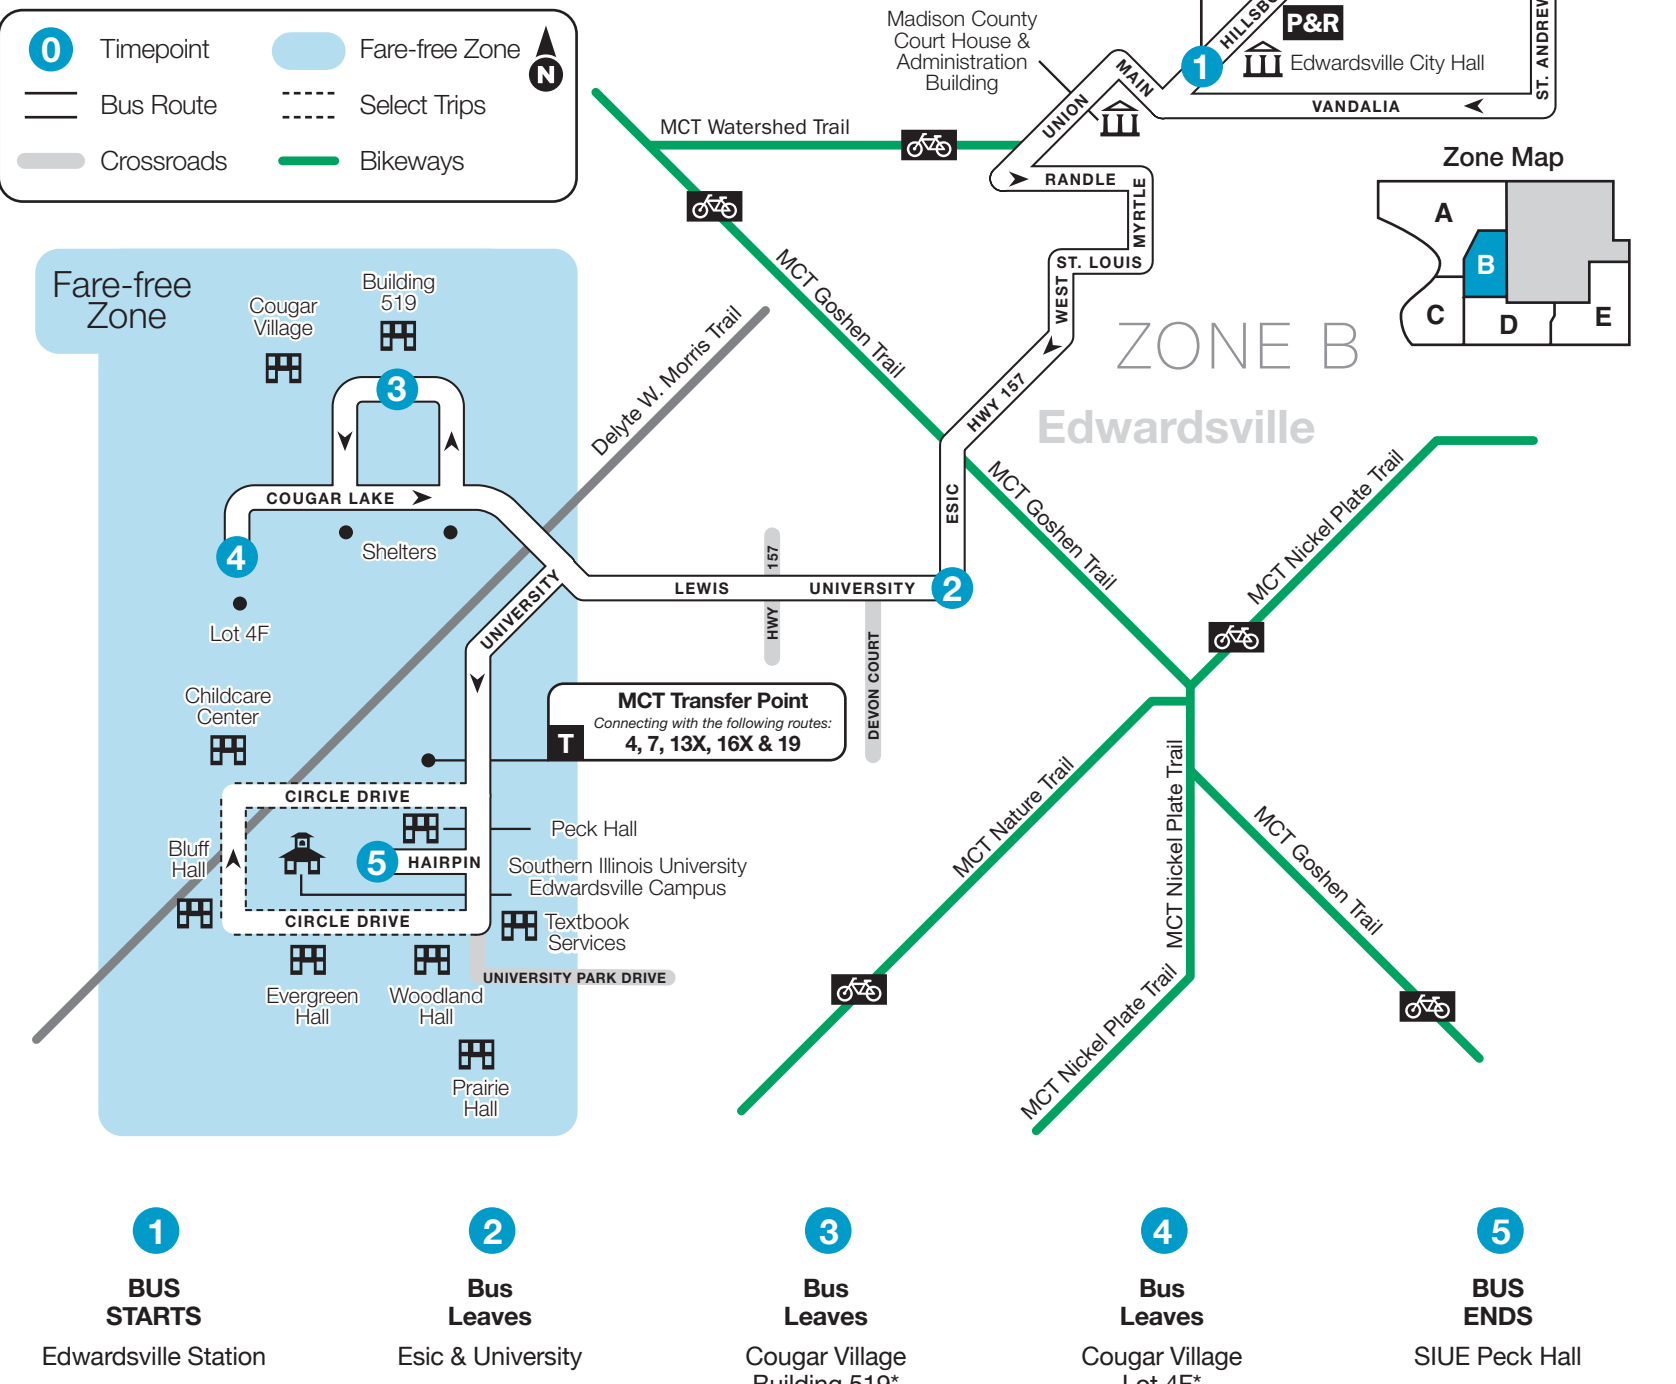 0 Timepoint
Fare-free Zone
N
Bus Route
Select Trips
Crossroads
Bikeways
Madison County
Court House &
Administration
Building
P&R
1
Edwardsville City Hall
MAIN
UNION
VANDALIA
MCT Watershed Trail
RANDLE
MYRTLE
ST. LOUIS
WEST
HWY 157
ESIC
Zone Map
A
B
C
D
E
ZONE B
Edwardsville
Fare-free
Zone
Cougar
Village
Building
519
3
COUGAR LAKE
4
Shelters
Lot 4F
Delyte W. Morris Trail
MCT Goshen Trail
MCT Goshen Trail
MCT Nickel Plate Trail
LEWIS
157
HWY
UNIVERSITY
2
UNIVERSITY
DEVON COURT
MCT Transfer Point
Connecting with the following routes:
T
4, 7, 13X, 16X & 19
Childcare
Center
CIRCLE DRIVE
Peck Hall
Bluff
Hall
5
HAIRPIN
Southern Illinois University
Edwardsville Campus
CIRCLE DRIVE
Textbook
Services
UNIVERSITY PARK DRIVE
Evergreen
Hall
Woodland
Hall
Prairie
Hall
MCT Nature Trail
MCT Nickel Plate Trail
MCT Goshen Trail
MCT Nickel Plate Trail
1
BUS
STARTS
Edwardsville Station
2
Bus
Leaves
Esic & University
3
Bus
Leaves
Cougar Village
Building 519*
4
Bus
Leaves
Cougar Village
Lot 4F*
5
BUS
ENDS
SIUE Peck Hall